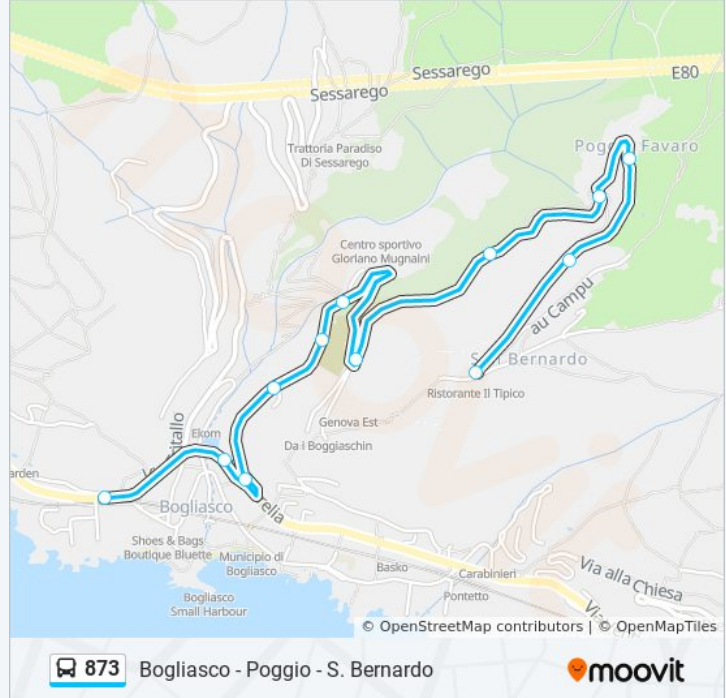 Sessarego
Sessarego
E80
Trattoria Paradiso
Di Sessarego
Favaro
Centro sportivo
Gloriano Mugnaini
au Campu
Bernardo
Ristorante Il Tipico
Genova Est
Ekom
Da i Boggiaschin
arden
Bogliasco
elia
Shoes & Bags
Boutique Bluette
Municipio di
Bogliasco
Basko
Carabinieri
Via alla Chiesa
Pontetto
Bogliasco
Small Harbour
© OpenStreetMap contributors | © OpenMapTiles
873 Bogliasco - Poggio - S. Bernardo
moovit